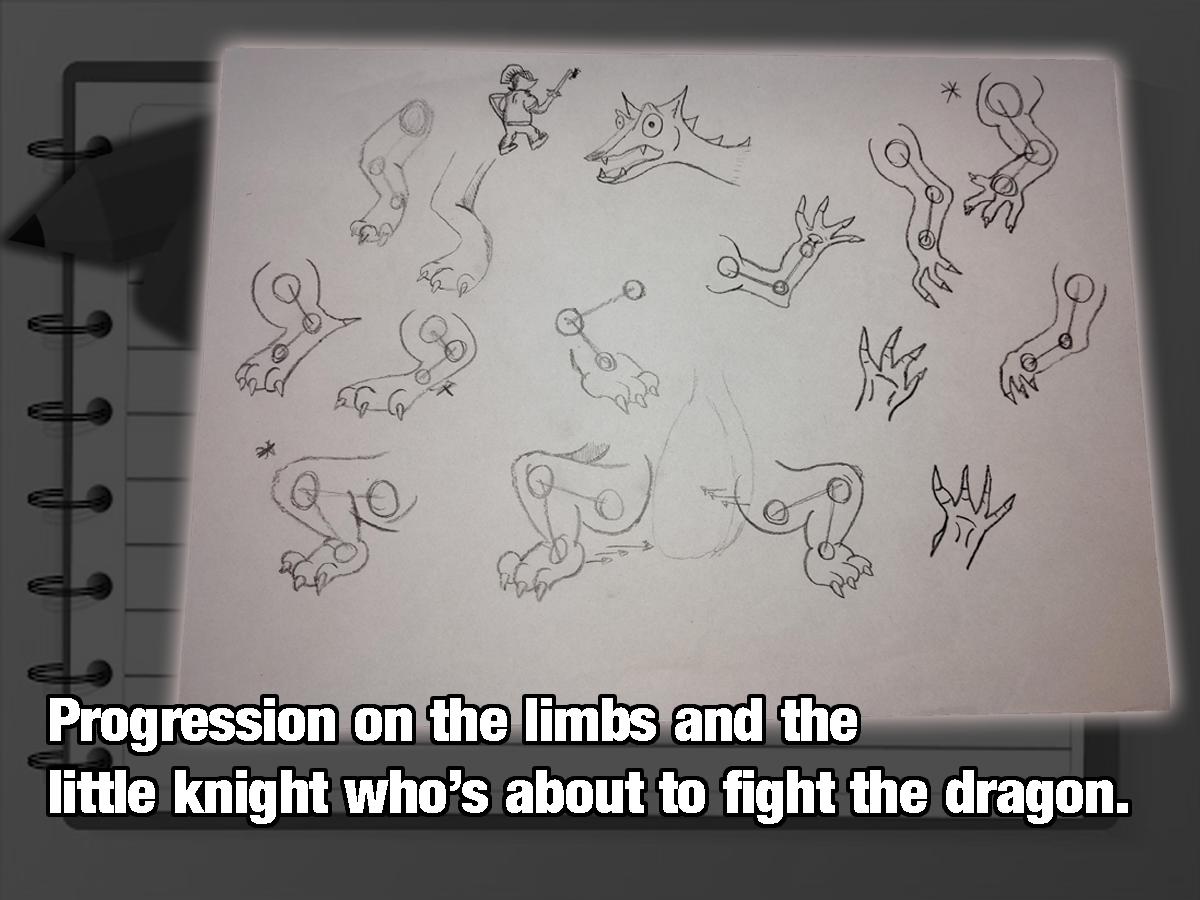 Progression on the limbs and the
little knight who's about to fight the dragon.